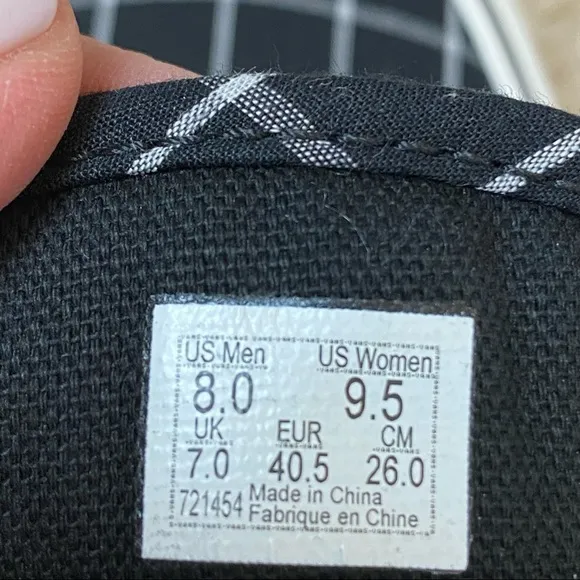 US Men US Women
8.0 9.5
UK EUR CM
7.0 40.5 26.0
721454 Made in China
Fabrique en Chine